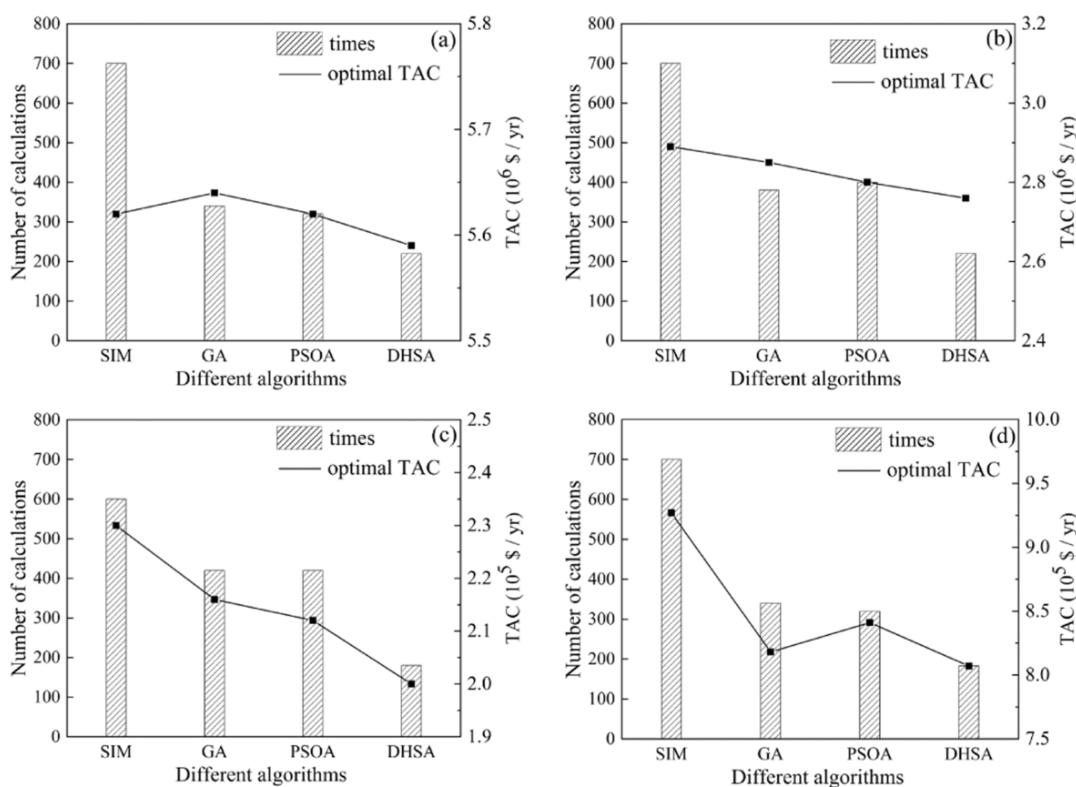 (a)
times
optimal TAC
Number of calculations
800
700
600
500
400
300
200
100
0
TAC (10^6 $ / yr)
5.8
5.7
5.6
5.5
SIM GA PSOA DHSA
Different algorithms
(b)
times
optimal TAC
Number of calculations
800
700
600
500
400
300
200
100
0
TAC (10^6 $ / yr)
3.2
3.0
2.8
2.6
2.4
SIM GA PSOA DHSA
Different algorithms
(c)
times
optimal TAC
Number of calculations
800
700
600
500
400
300
200
100
0
TAC (10^5 $ / yr)
2.5
2.4
2.3
2.2
2.1
2.0
1.9
SIM GA PSOA DHSA
Different algorithms
(d)
times
optimal TAC
Number of calculations
800
700
600
500
400
300
200
100
0
TAC (10^5 $ / yr)
10.0
9.5
9.0
8.5
8.0
7.5
SIM GA PSOA DHSA
Different algorithms